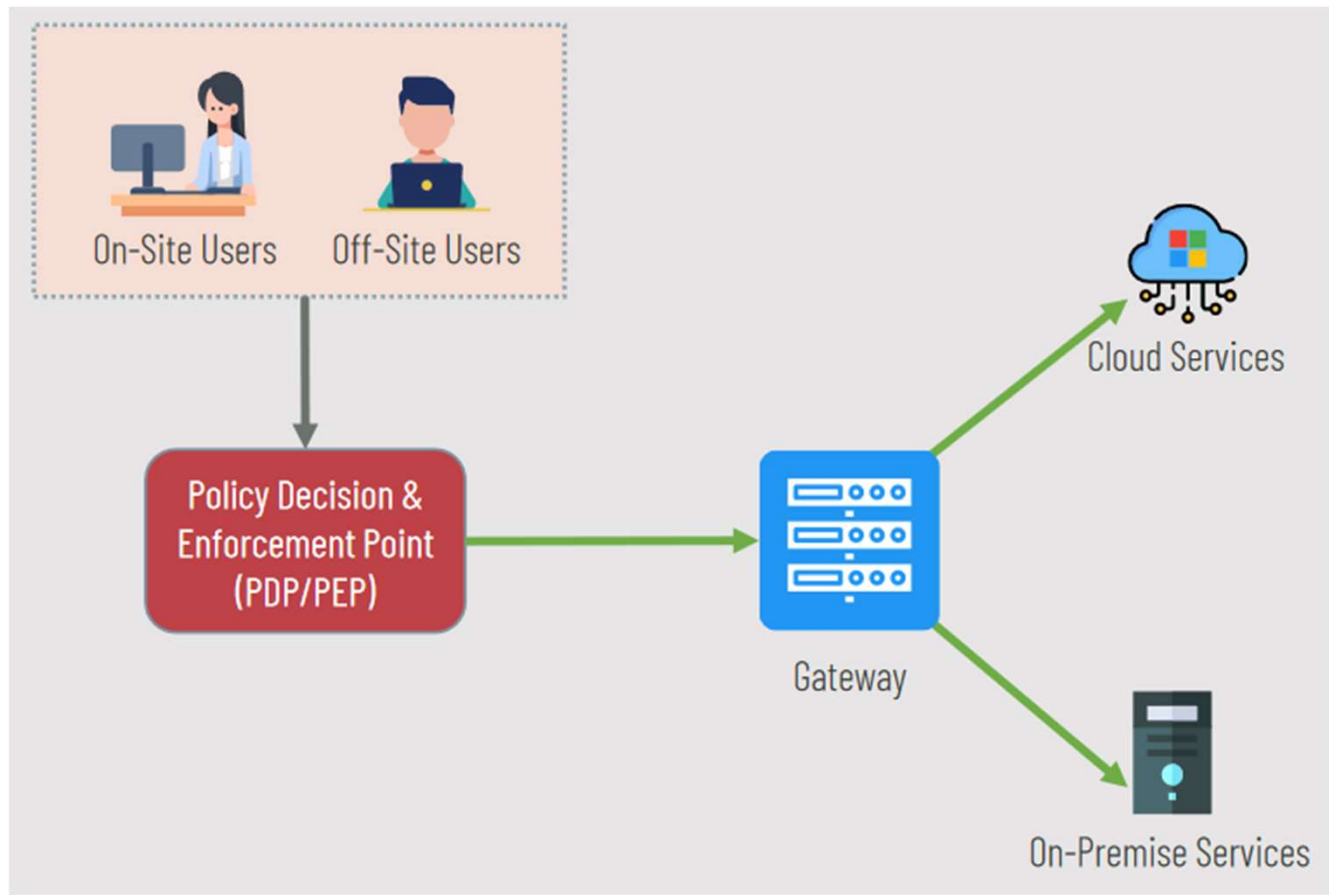 On-Site Users
Off-Site Users
Policy Decision &
Enforcement Point
(PDP/PEP)
Gateway
Cloud Services
On-Premise Services